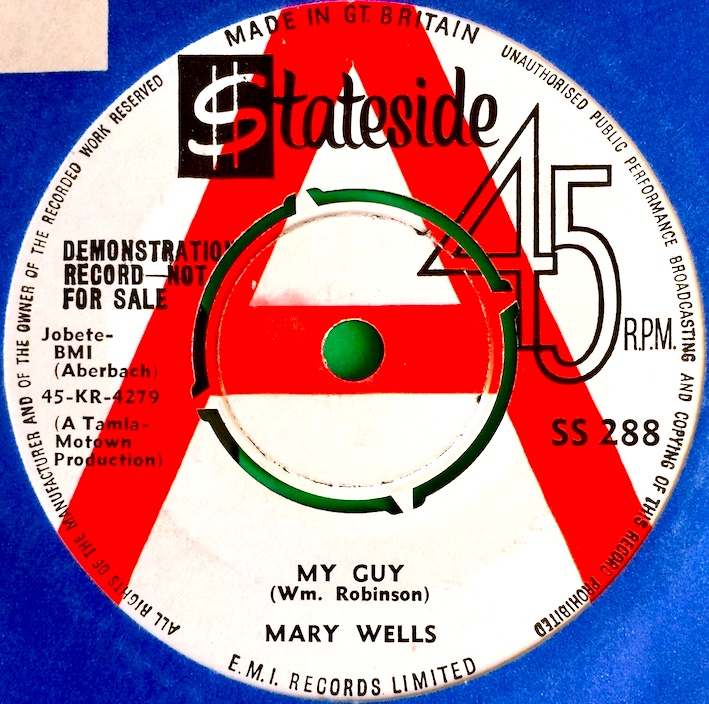 MADE IN GT. BRITAIN
UNAUTHORISED PUBLIC PERFORMANCE BROADCASTING AND COPYING OF THIS RECORD PROHIBITED
ALL RIGHTS OF THE MANUFACTURER AND OF THE OWNER OF THE RECORDED WORK RESERVED
Stateside
45
R.P.M.
A
DEMONSTRATION
RECORD—NOT
FOR SALE
Jobete-
BMI
(Aberbach)
45-KR-4279
(A Tamla-
Motown
Production)
SS 288
MY GUY
(Wm. Robinson)
MARY WELLS
E.M.I. RECORDS LIMITED